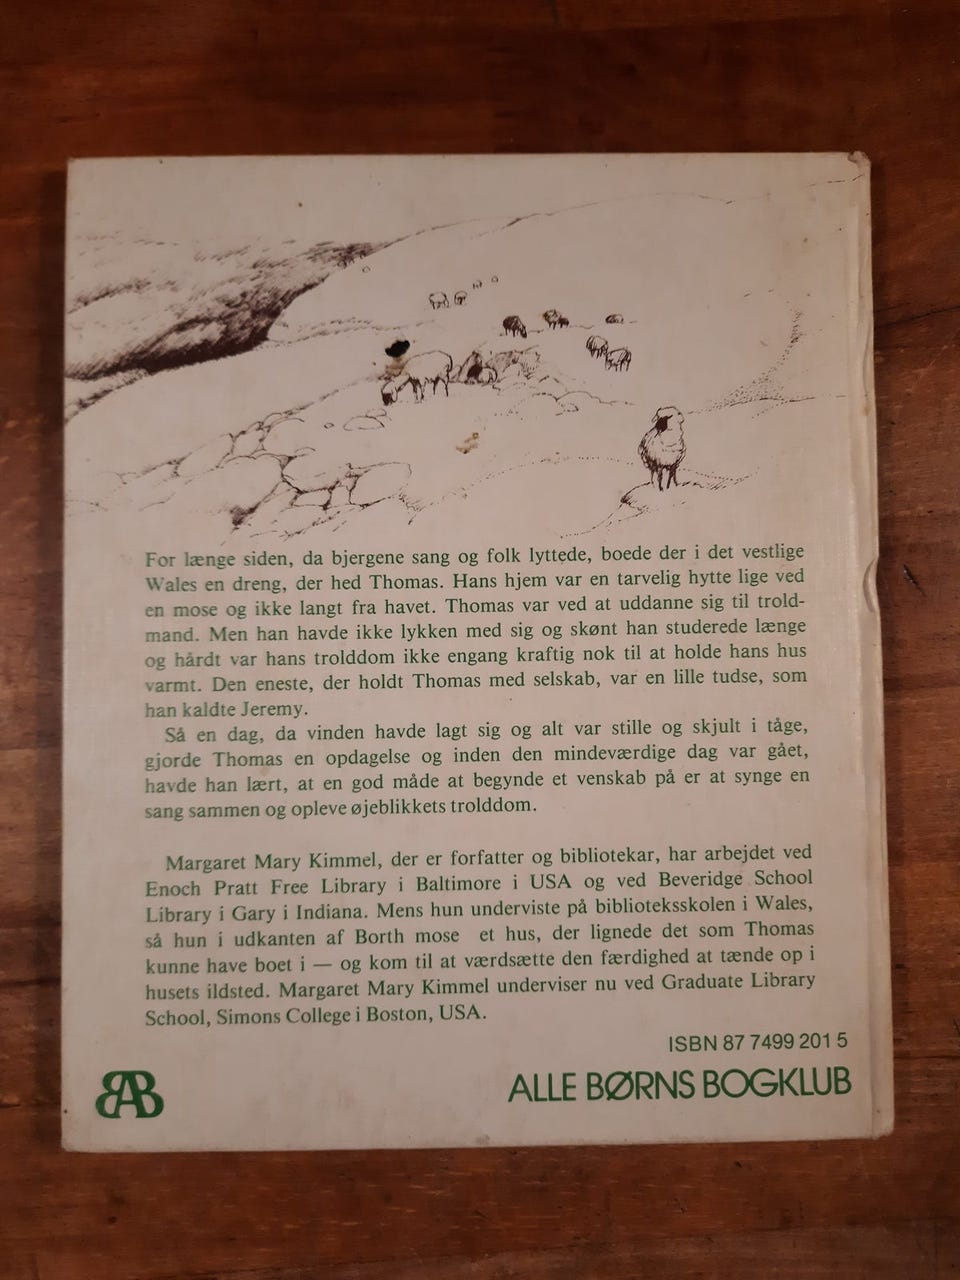 For længe siden, da bjergene sang og folk lyttede, boede der i det vestlige
Wales en dreng, der hed Thomas. Hans hjem var en tarvelig hytte lige ved
en mose og ikke langt fra havet. Thomas var ved at uddanne sig til trold-
mand. Men han havde ikke lykken med sig og skønt han studerede længe
og hårdt var hans trolddom ikke engang kraftig nok til at holde hans hus
varmt. Den eneste, der holdt Thomas med selskab, var en lille tudse, som
han kaldte Jeremy.
Så en dag, da vinden havde lagt sig og alt var stille og skjult i tåge,
gjorde Thomas en opdagelse og inden den mindeværdige dag var gået,
havde han lært, at en god måde at begynde et venskab på er at synge en
sang sammen og opleve øjeblikkets trolddom.
Margaret Mary Kimmel, der er forfatter og bibliotekar, har arbejdet ved
Enoch Pratt Free Library i Baltimore i USA og ved Beveridge School
Library i Gary i Indiana. Mens hun underviste på biblioteksskolen i Wales,
så hun i udkanten af Borth mose et hus, der lignede det som Thomas
kunne have boet i — og kom til at værdsætte den færdighed at tænde op i
husets ildsted. Margaret Mary Kimmel underviser nu ved Graduate Library
School, Simons College i Boston, USA.
ISBN 87 7499 201 5
BAB
ALLE BØRNS BOGKLUB